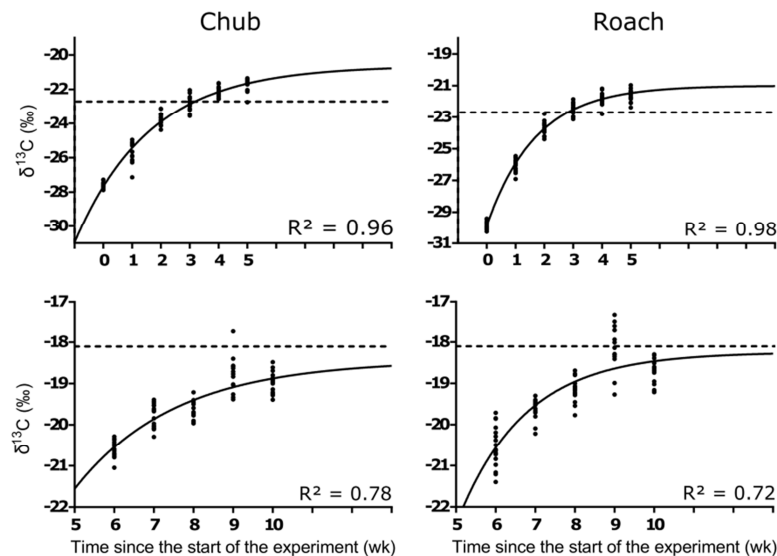 Chub
Roach
δ13C (‰)
-20
-22
-24
-26
-28
-30
0 1 2 3 4 5
R² = 0.96
-19
-21
-23
-25
-27
-29
-31
0 1 2 3 4 5
R² = 0.98
δ13C (‰)
-17
-18
-19
-20
-21
-22
5 6 7 8 9 10
R² = 0.78
Time since the start of the experiment (wk)
-17
-18
-19
-20
-21
-22
5 6 7 8 9 10
R² = 0.72
Time since the start of the experiment (wk)